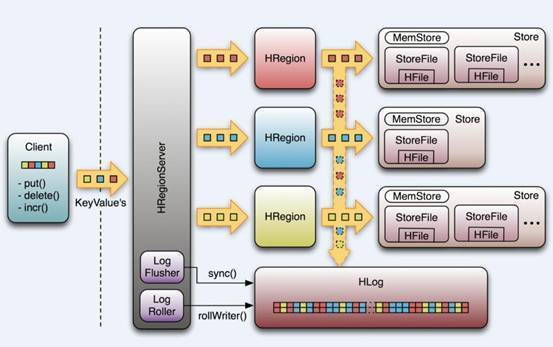 Client
- put()
- delete()
- incr()
KeyValue's
HRegionServer
Log
Flusher
Log
Roller
sync()
rollWriter()
HRegion
MemStore
Store
StoreFile
HFile
StoreFile
HFile
...
HRegion
MemStore
Store
StoreFile
HFile
HRegion
MemStore
Store
StoreFile
HFile
StoreFile
HFile
...
HLog